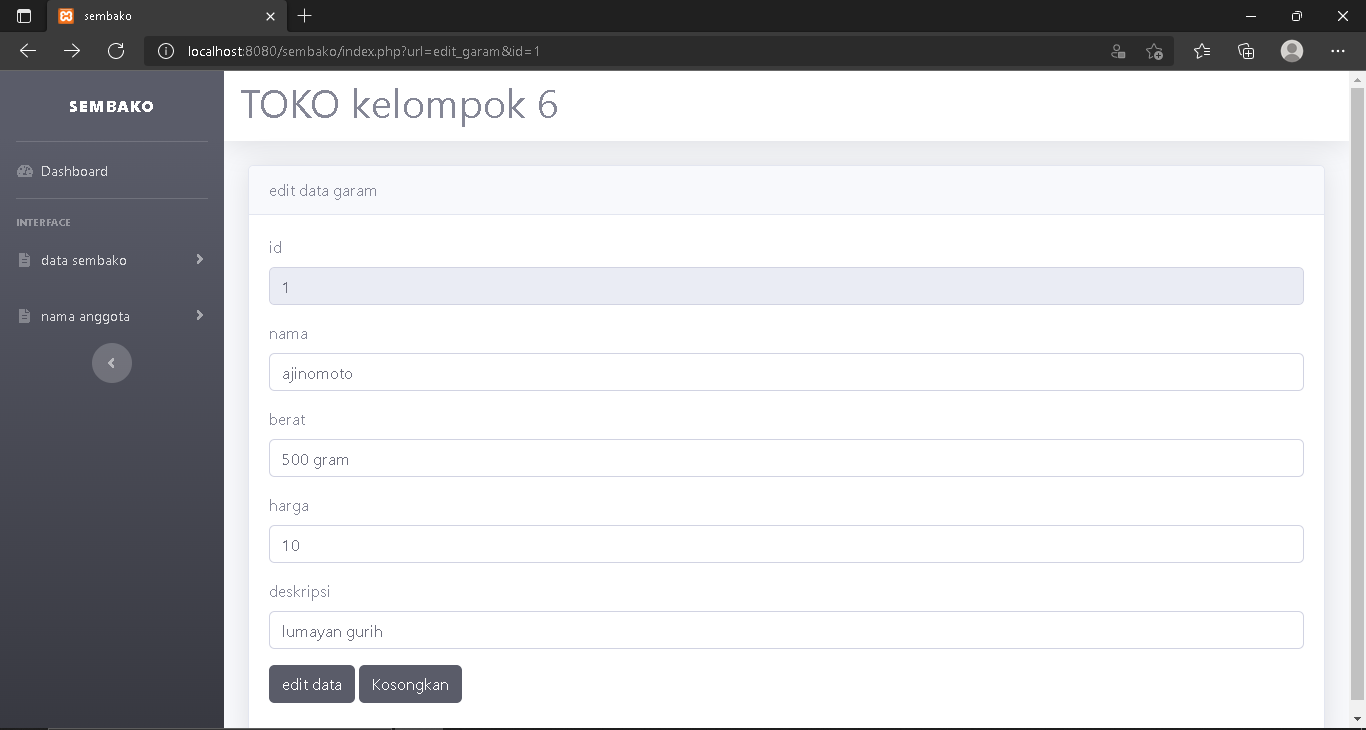 sembako
localhost:8080/sembako/index.php?url=edit_garam&id=1
SEMBAKO
TOKO kelompok 6
Dashboard
INTERFACE
data sembako
nama anggota
edit data garam
id
1
nama
ajinomoto
berat
500 gram
harga
10
deskripsi
lumayan gurih
edit data Kosongkan